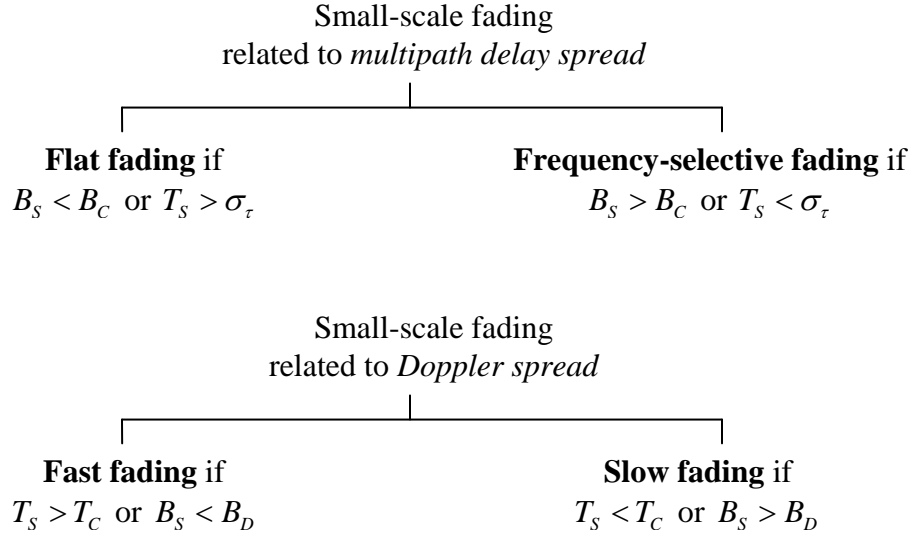 Small-scale fading
related to multipath delay spread
Flat fading if
B_S < B_C or T_S > σ_τ
Frequency-selective fading if
B_S > B_C or T_S < σ_τ
Small-scale fading
related to Doppler spread
Fast fading if
T_S > T_C or B_S < B_D
Slow fading if
T_S < T_C or B_S > B_D